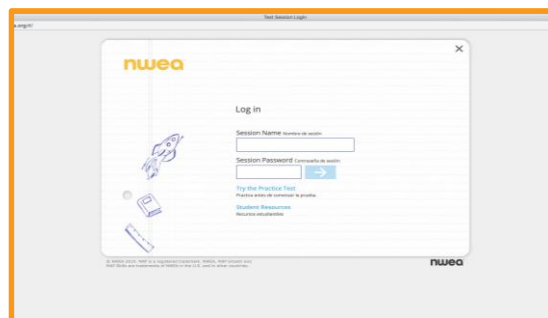 Test Session Login
nwea
Log in
Session Name Nombre de sesión
Session Password Contraseña de sesión
Try the Practice Test
Practica antes de comenzar la prueba.
Student Resources
Recursos estudiantiles
nwea